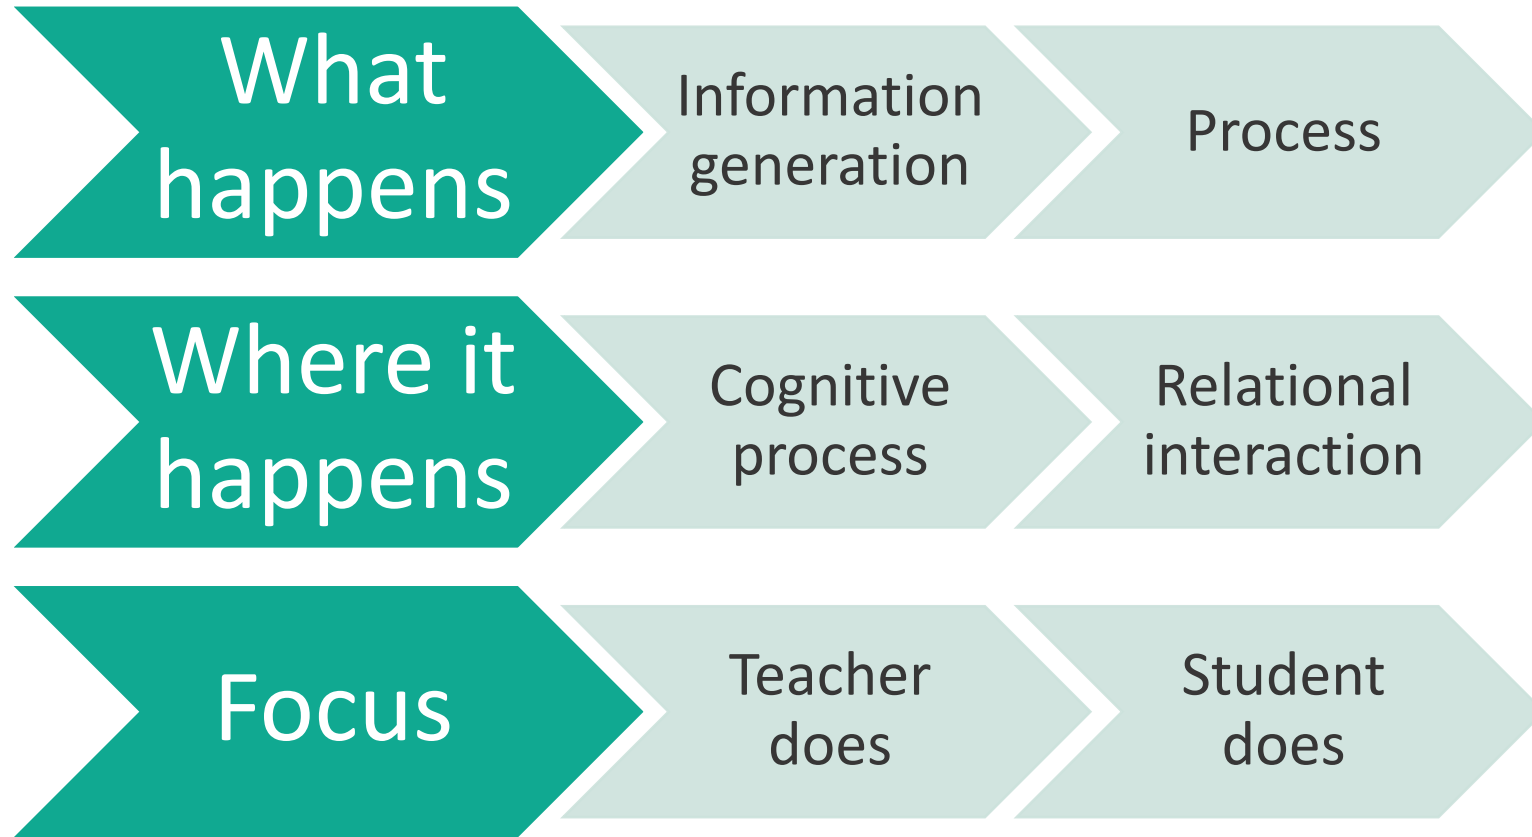 What
happens
Information
generation
Process
Where it
happens
Cognitive
process
Relational
interaction
Focus
Teacher
does
Student
does